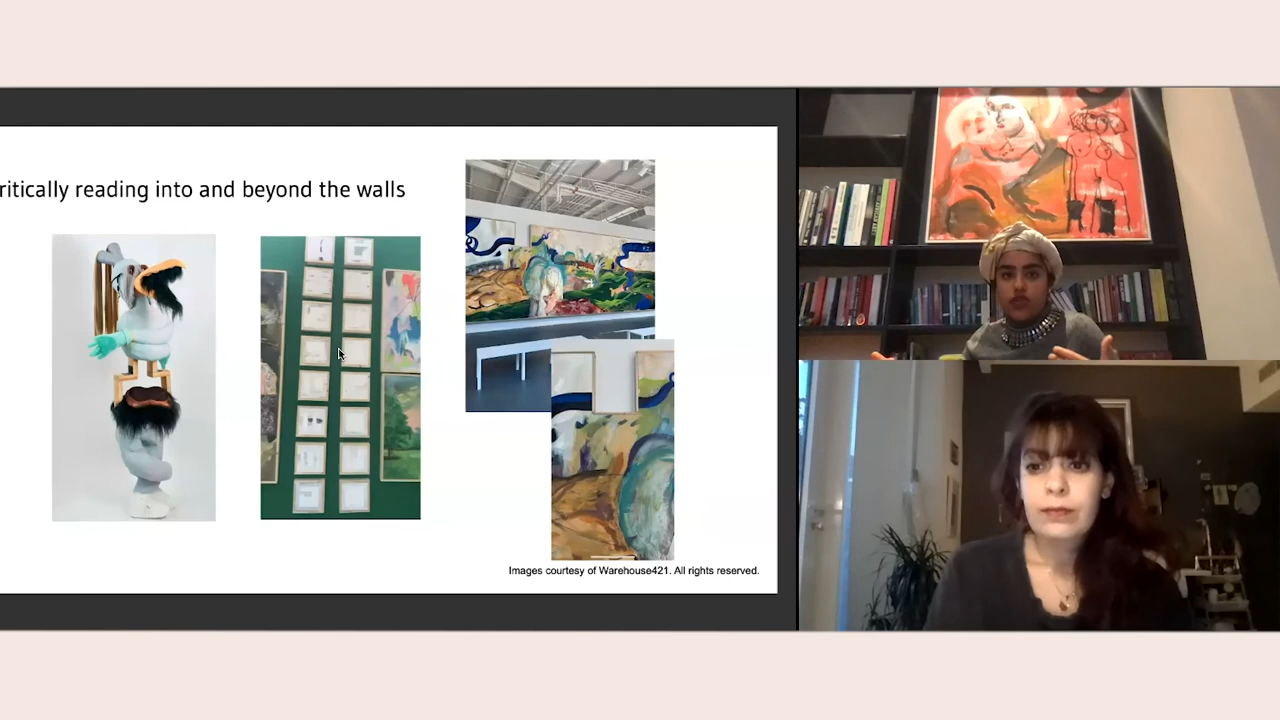 ritically reading into and beyond the walls
Images courtesy of Warehouse421. All rights reserved.